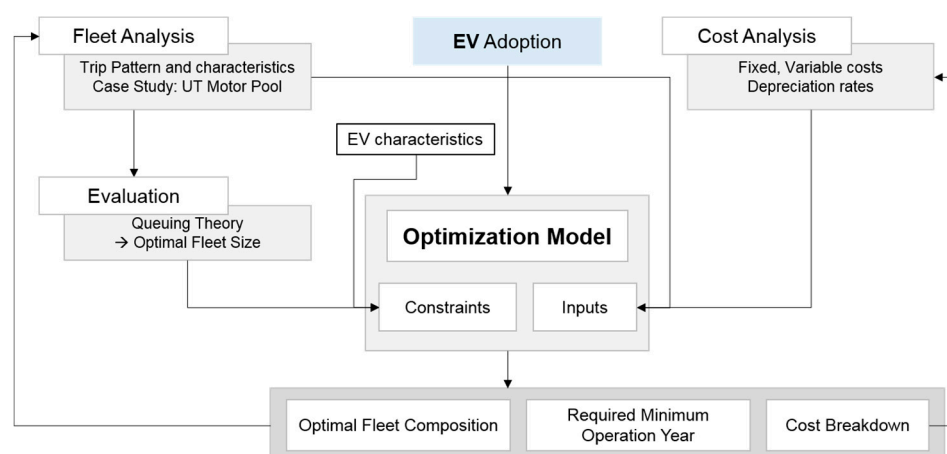 Fleet Analysis
Trip Pattern and characteristics
Case Study: UT Motor Pool
EV Adoption
Cost Analysis
Fixed, Variable costs
Depreciation rates
EV characteristics
Evaluation
Queuing Theory
→ Optimal Fleet Size
Optimization Model
Constraints
Inputs
Optimal Fleet Composition
Required Minimum
Operation Year
Cost Breakdown